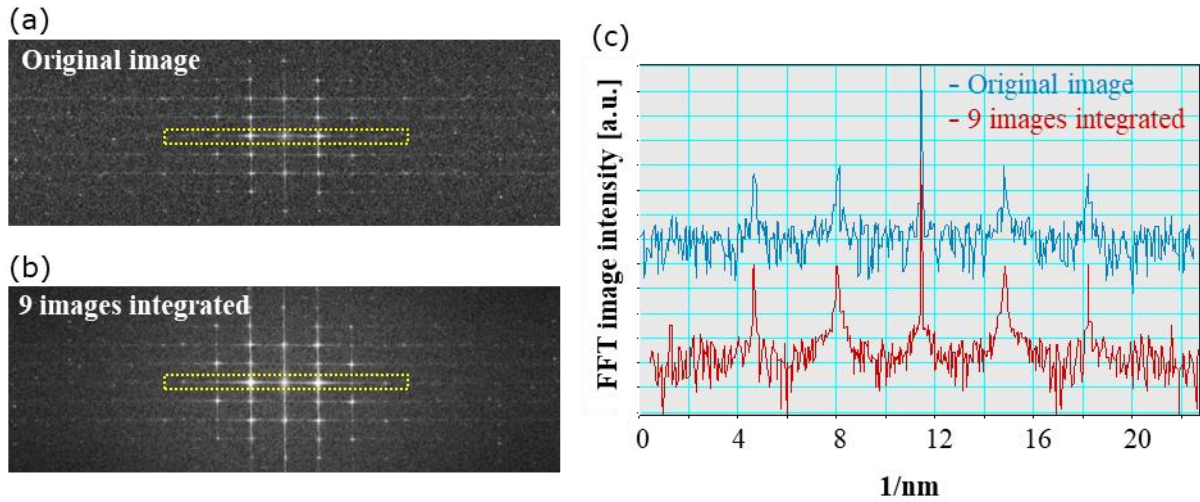 (a)
Original image
(b)
9 images integrated
(c)
FFT image intensity [a.u.]
- Original image
- 9 images integrated
0 4 8 12 16 20
1/nm